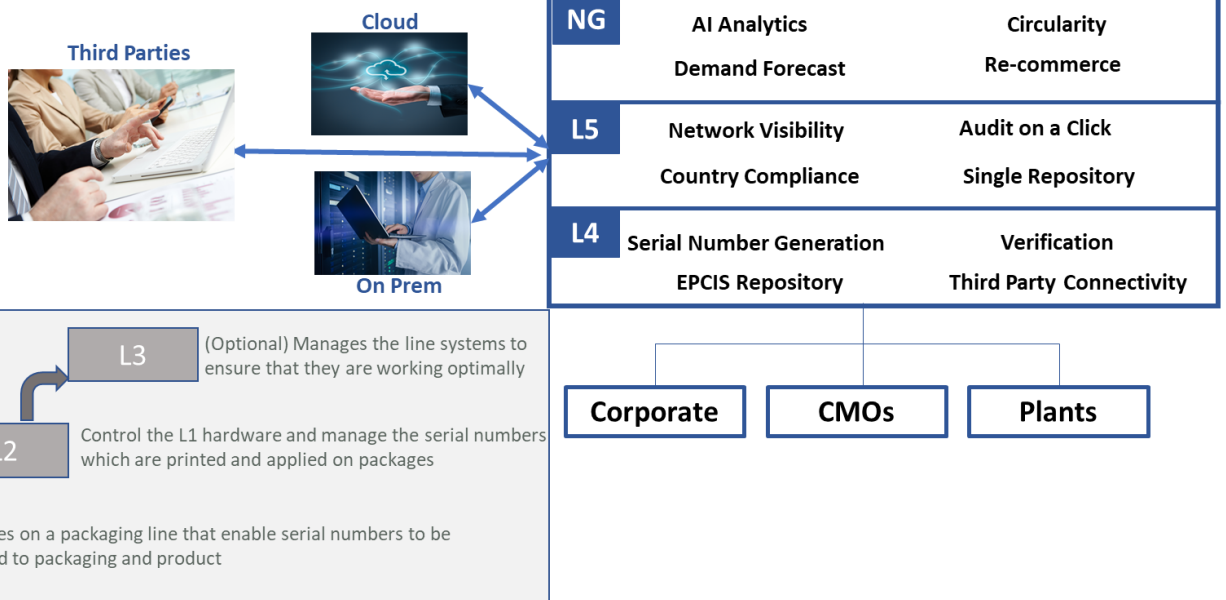 Cloud
Third Parties
On Prem
NG
AI Analytics
Circularity
Demand Forecast
Re-commerce
L5
Network Visibility
Audit on a Click
Country Compliance
Single Repository
L4
Serial Number Generation
Verification
EPCIS Repository
Third Party Connectivity
Corporate
CMOs
Plants
L3
(Optional) Manages the line systems to
ensure that they are working optimally
Control the L1 hardware and manage the serial numbers
which are printed and applied on packages
on a packaging line that enable serial numbers to be
to packaging and product